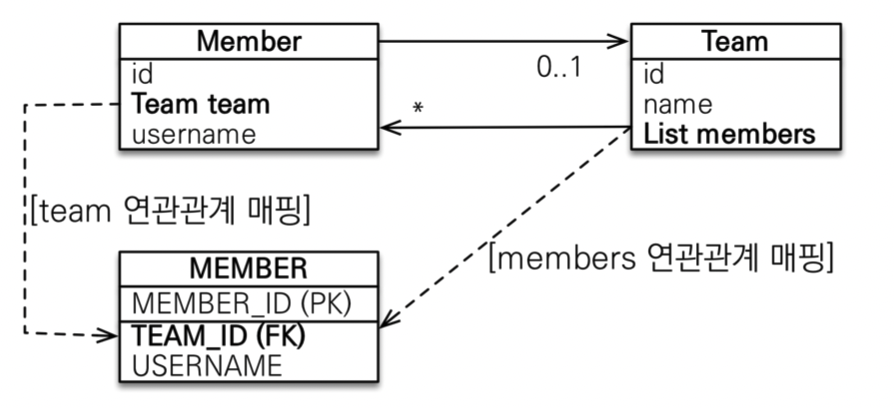 Member
id
Team team
username
0..1
*
Team
id
name
List members
[team 연관관계 매핑]
[members 연관관계 매핑]
MEMBER
MEMBER_ID (PK)
TEAM_ID (FK)
USERNAME